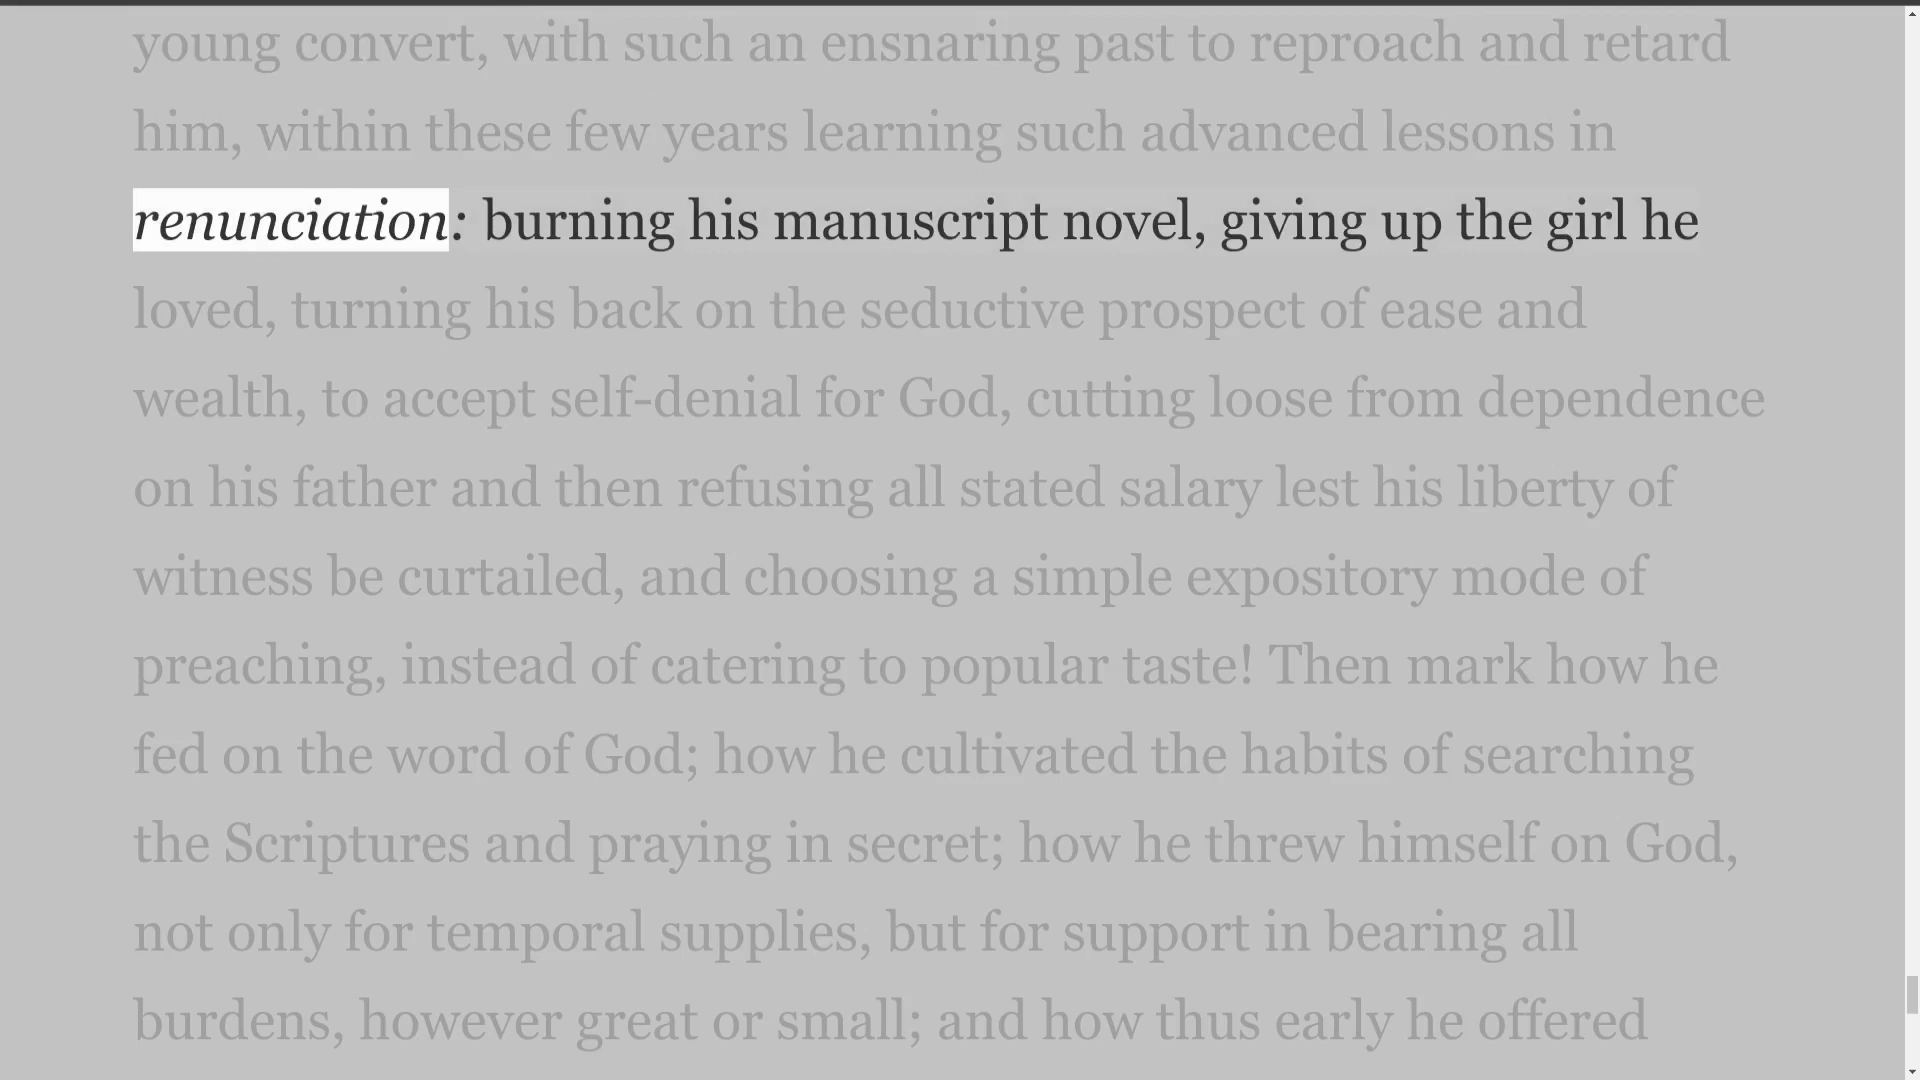 young convert, with such an ensnaring past to reproach and retard
him, within these few years learning such advanced lessons in
renunciation: burning his manuscript novel, giving up the girl he
loved, turning his back on the seductive prospect of ease and
wealth, to accept self-denial for God, cutting loose from dependence
on his father and then refusing all stated salary lest his liberty of
witness be curtailed, and choosing a simple expository mode of
preaching, instead of catering to popular taste! Then mark how he
fed on the word of God; how he cultivated the habits of searching
the Scriptures and praying in secret; how he threw himself on God,
not only for temporal supplies, but for support in bearing all
burdens, however great or small; and how thus early he offered